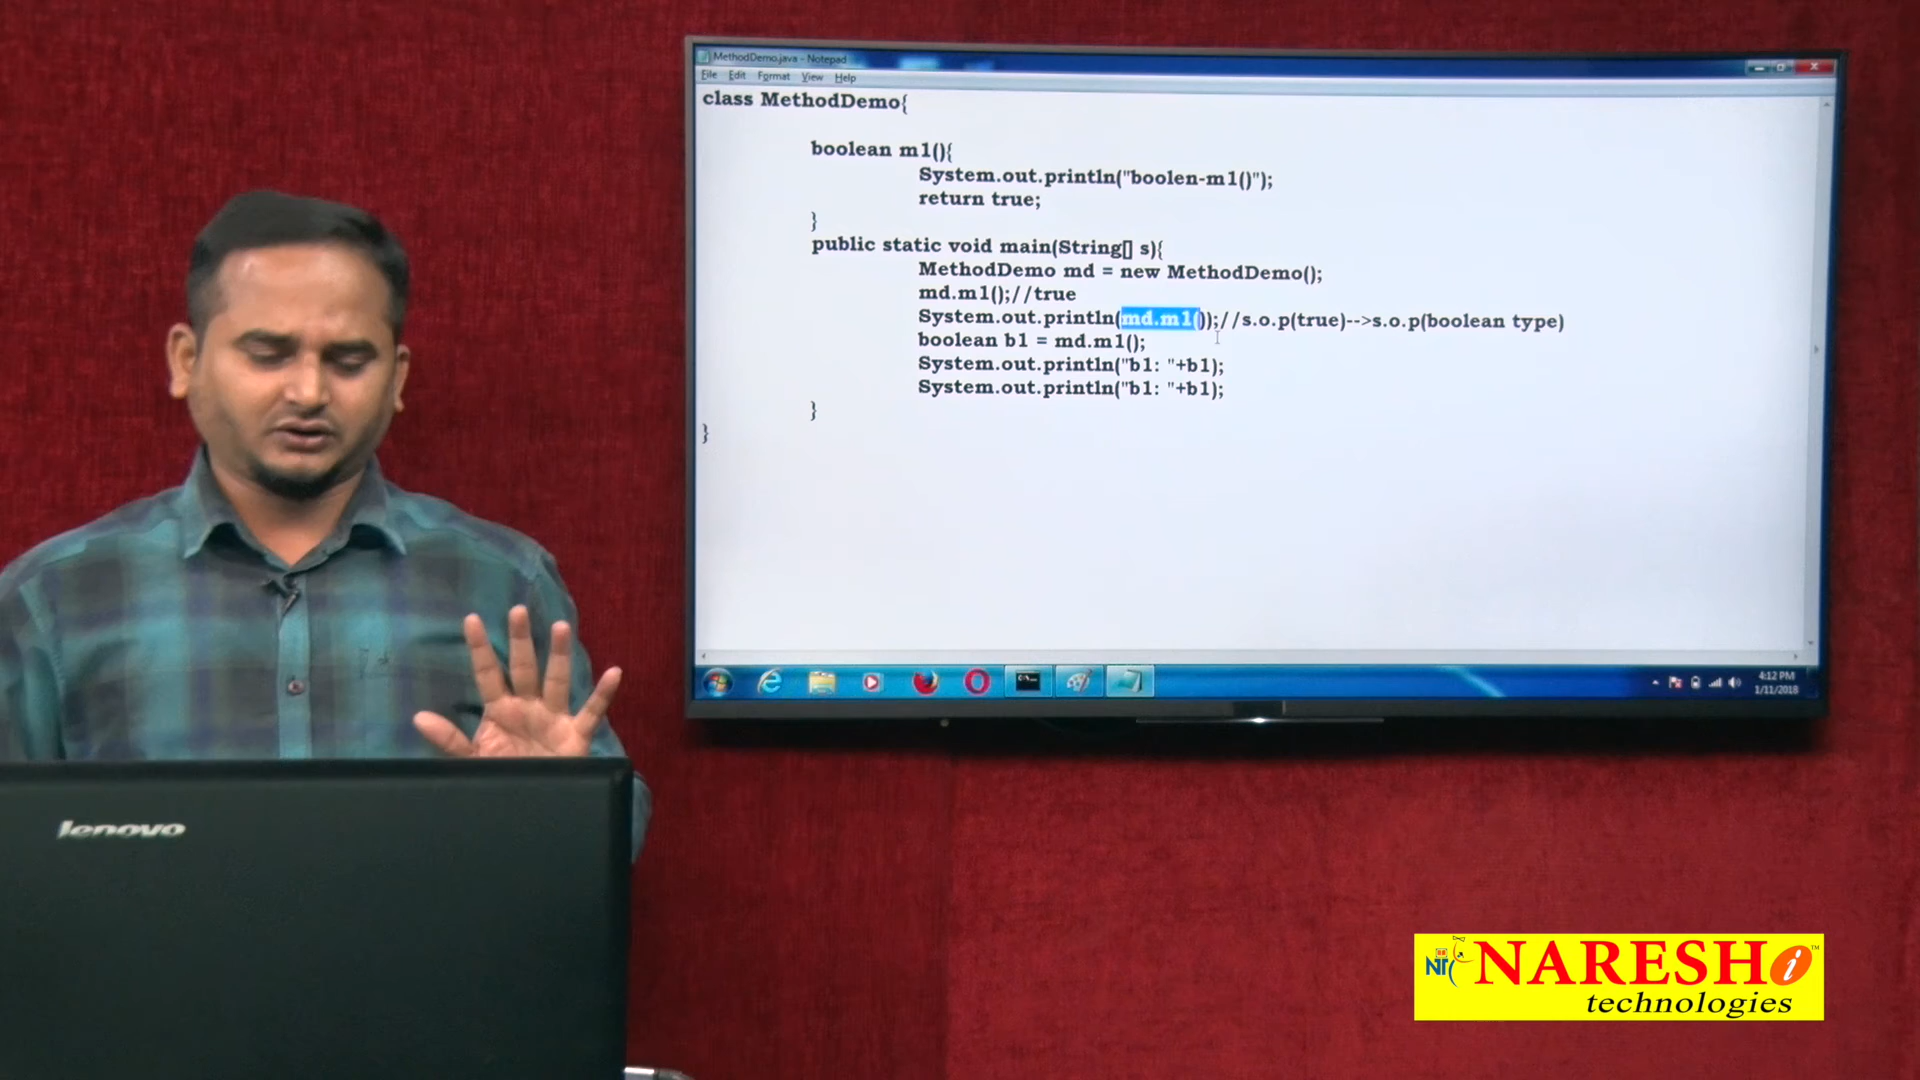 MethodDemo.java - Notepad
File Edit Format View Help
class MethodDemo{
boolean m1(){
System.out.println("boolen-m1()");
return true;
}
public static void main(String[] s){
MethodDemo md = new MethodDemo();
md.m1();//true
System.out.println(md.m1());//s.o.p(true)-->s.o.p(boolean type)
boolean b1 = md.m1();
System.out.println("b1: "+b1);
System.out.println("b1: "+b1);
}
}
4:12 PM
1/11/2018
lenovo
NT NARESH i ™
technologies